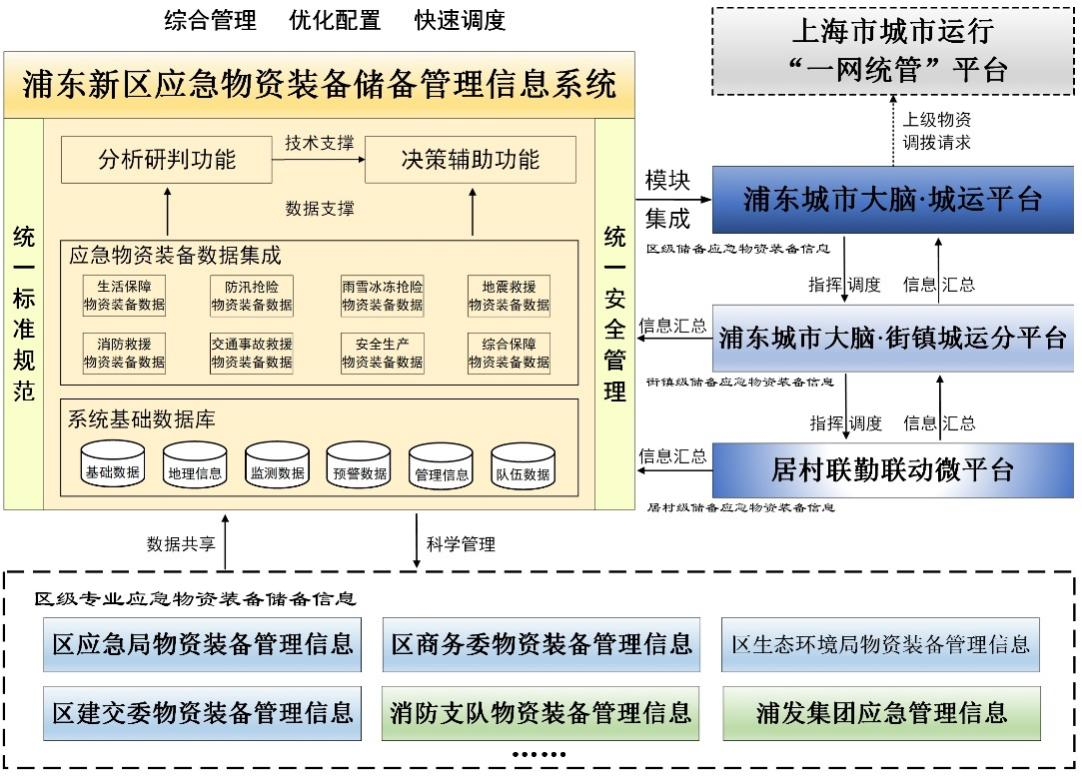 综合管理 优化配置 快速调度
浦东新区应急物资装备储备管理信息系统
统一标准规范
分析研判功能
技术支撑
决策辅助功能
数据支撑
应急物资装备数据集成
生活保障
物资装备数据
防汛抢险
物资装备数据
雨雪冰冻抢险
物资装备数据
地震救援
物资装备数据
消防救援
物资装备数据
交通事故救援
物资装备数据
安全生产
物资装备数据
综合保障
物资装备数据
系统基础数据库
基础数据
地理信息
监测数据
预警数据
管理信息
队伍数据
统一安全管理
模块
集成
上海市城市运行
“一网统管”平台
上级物资
调拨请求
浦东城市大脑·城运平台
区级储备应急物资装备信息
指挥 调度
信息 汇总
信息汇总
浦东城市大脑·街镇城运分平台
街镇级储备应急物资装备信息
指挥 调度
信息 汇总
信息汇总
居村联勤联动微平台
居村级储备应急物资装备信息
数据共享
科学管理
区级专业应急物资装备储备信息
区应急局物资装备管理信息
区商务委物资装备管理信息
区生态环境局物资装备管理信息
区建交委物资装备管理信息
消防支队物资装备管理信息
浦发集团应急管理信息
……